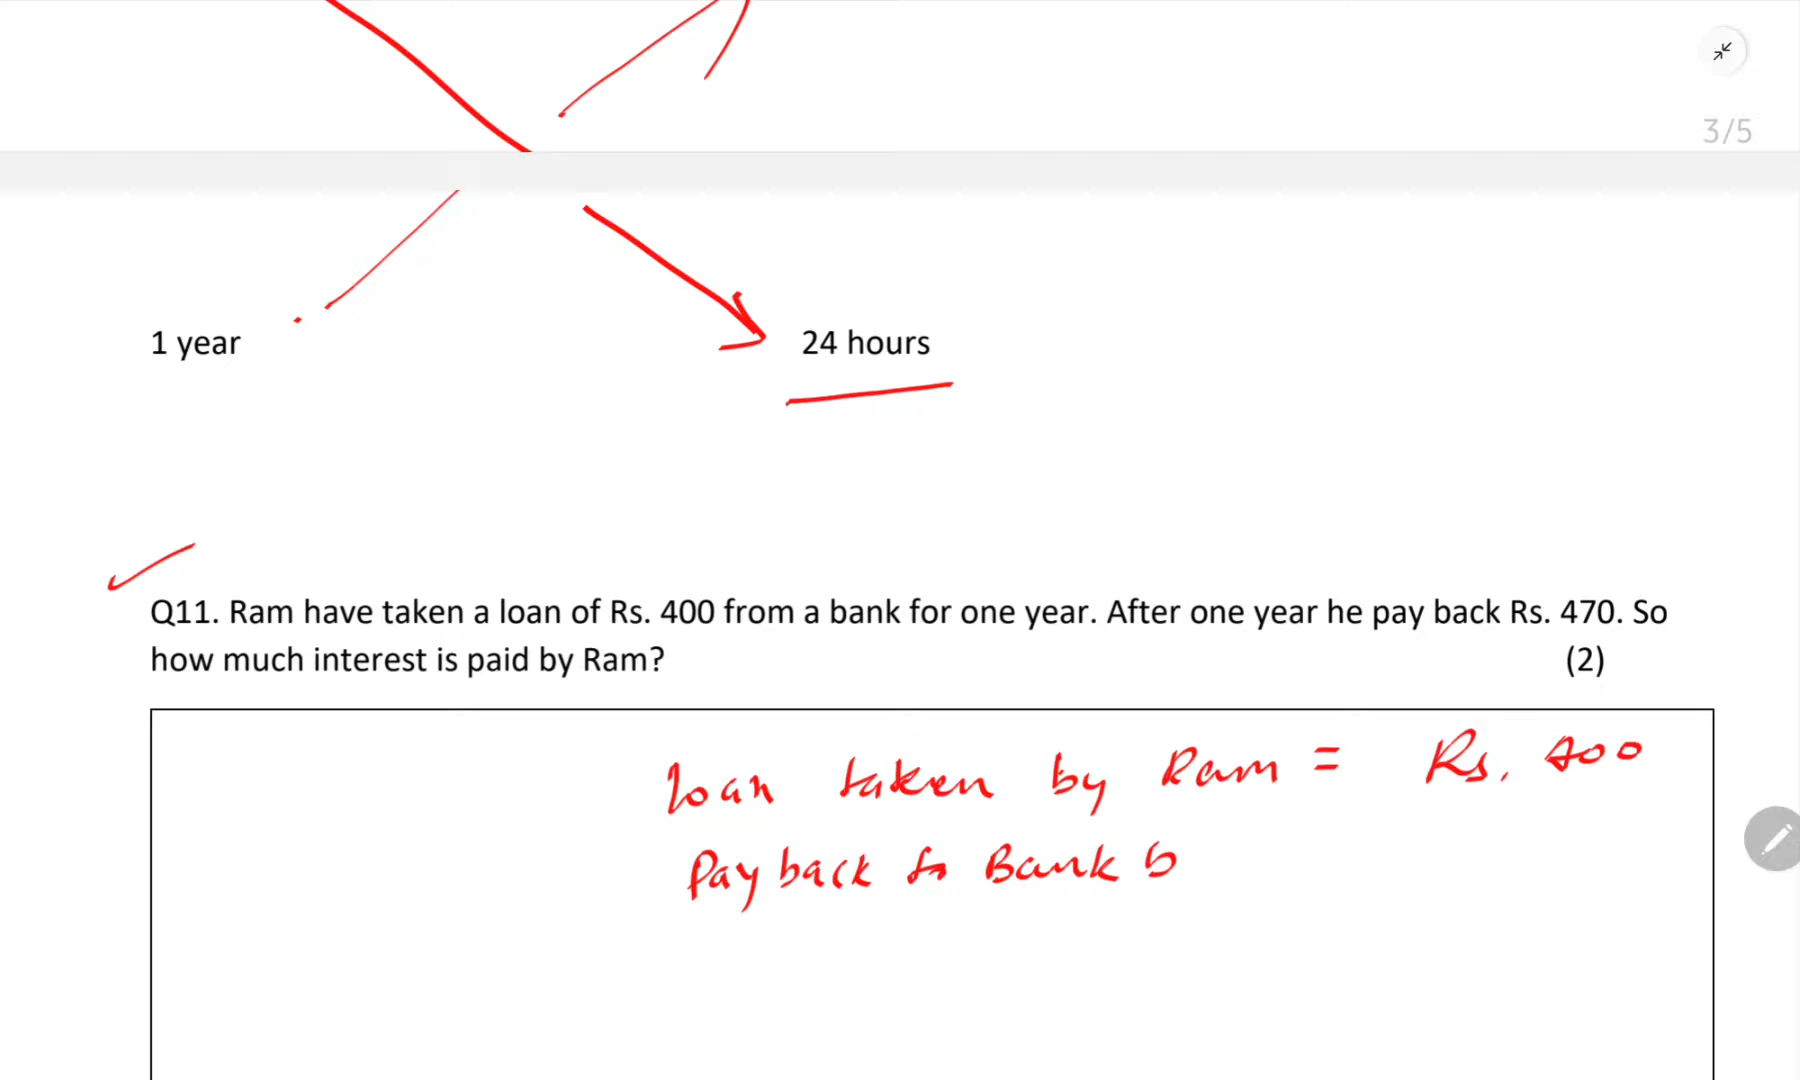 3/5
1 year
24 hours
Q11. Ram have taken a loan of Rs. 400 from a bank for one year. After one year he pay back Rs. 470. So
how much interest is paid by Ram?
(2)
loan taken by Ram = Rs. 400
Pay back to Bank b